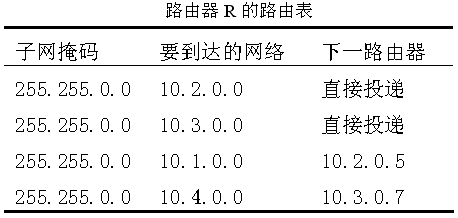 路由器 R 的路由表
子网掩码 要到达的网络 下一路由器
255.255.0.0 10.2.0.0 直接投递
255.255.0.0 10.3.0.0 直接投递
255.255.0.0 10.1.0.0 10.2.0.5
255.255.0.0 10.4.0.0 10.3.0.7